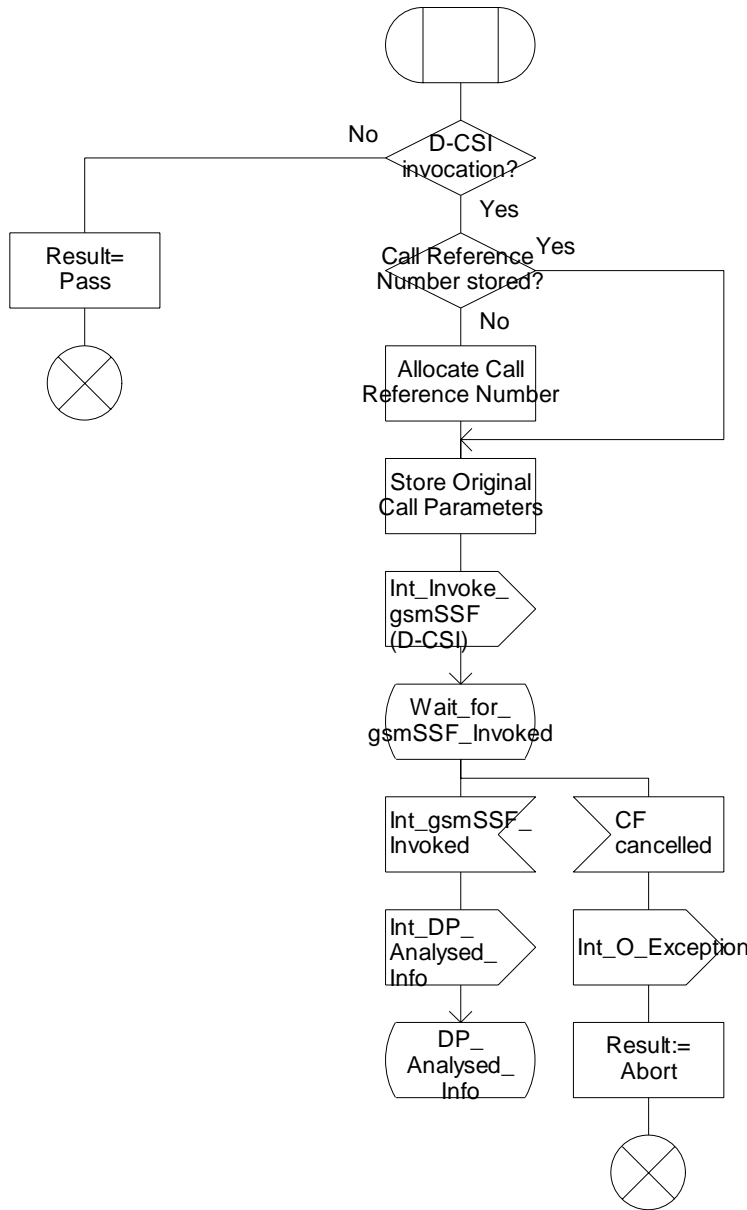 D-CSI
invocation?
No
Yes
Result=
Pass
Call Reference
Number stored?
Yes
No
Allocate Call
Reference Number
Store Original
Call Parameters
Int_Invoke_
gsmSSF
(D-CSI)
Wait_for_
gsmSSF_Invoked
Int_gsmSSF_
Invoked
CF
cancelled
Int_DP_
Analysed_
Info
Int_O_Exception
DP_
Analysed_
Info
Result:=
Abort